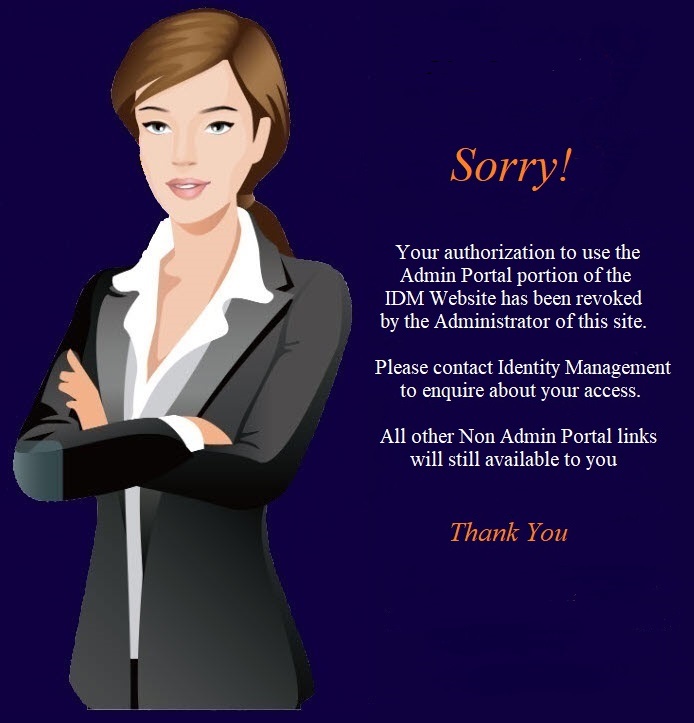 Sorry!
Your authorization to use the
Admin Portal portion of the
IDM Website has been revoked
by the Administrator of this site.
Please contact Identity Management
to enquire about your access.
All other Non Admin Portal links
will still available to you
Thank You